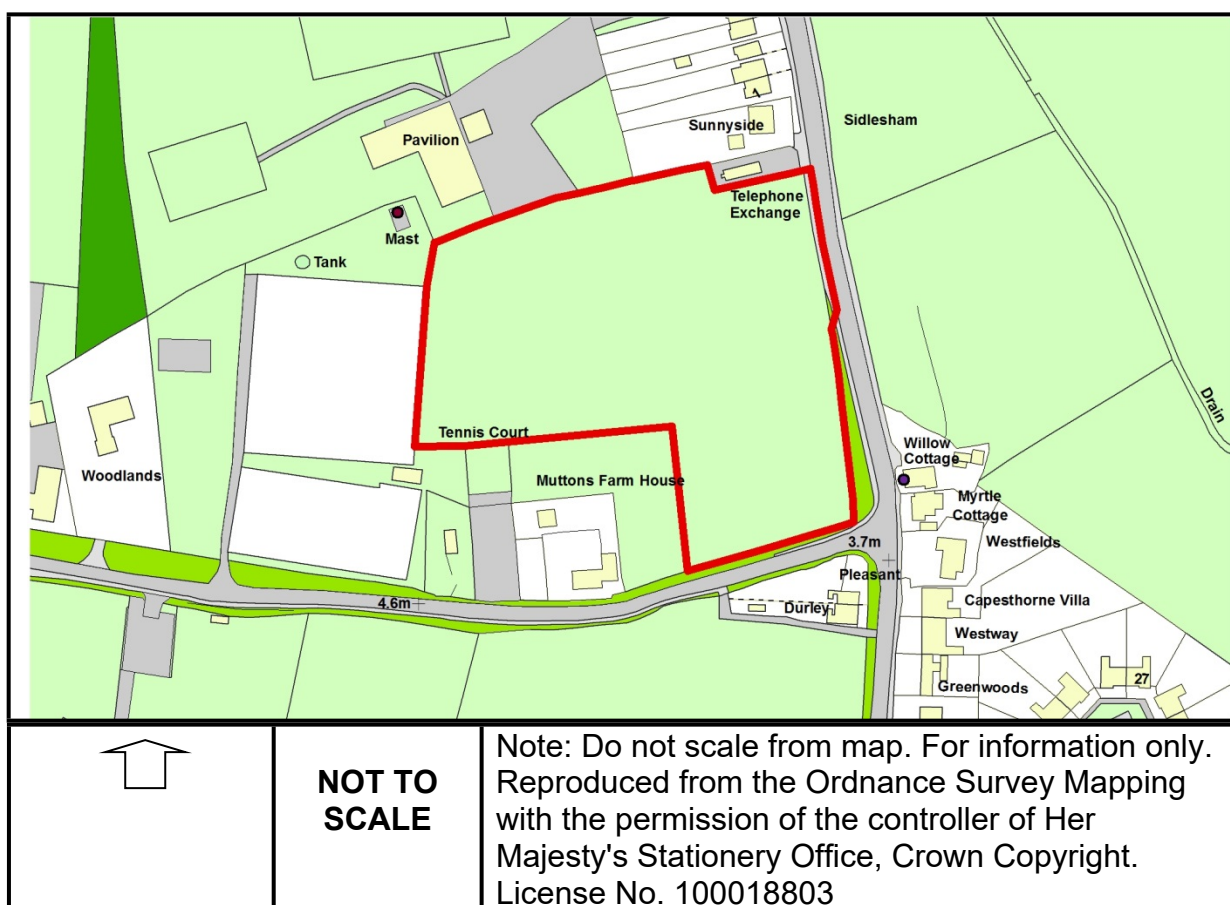 1
Sunnyside
Sidlesham
Pavilion
Telephone
Exchange
Mast
Tank
Drain
Tennis Court
Willow
Cottage
Woodlands
Muttons Farm House
Myrtle
Cottage
3.7m
Westfields
Pleasant
4.6m
Durley
Capesthorne Villa
Westway
27
Greenwoods
NOT TO
SCALE
Note: Do not scale from map. For information only.
Reproduced from the Ordnance Survey Mapping
with the permission of the controller of Her
Majesty's Stationery Office, Crown Copyright.
License No. 100018803